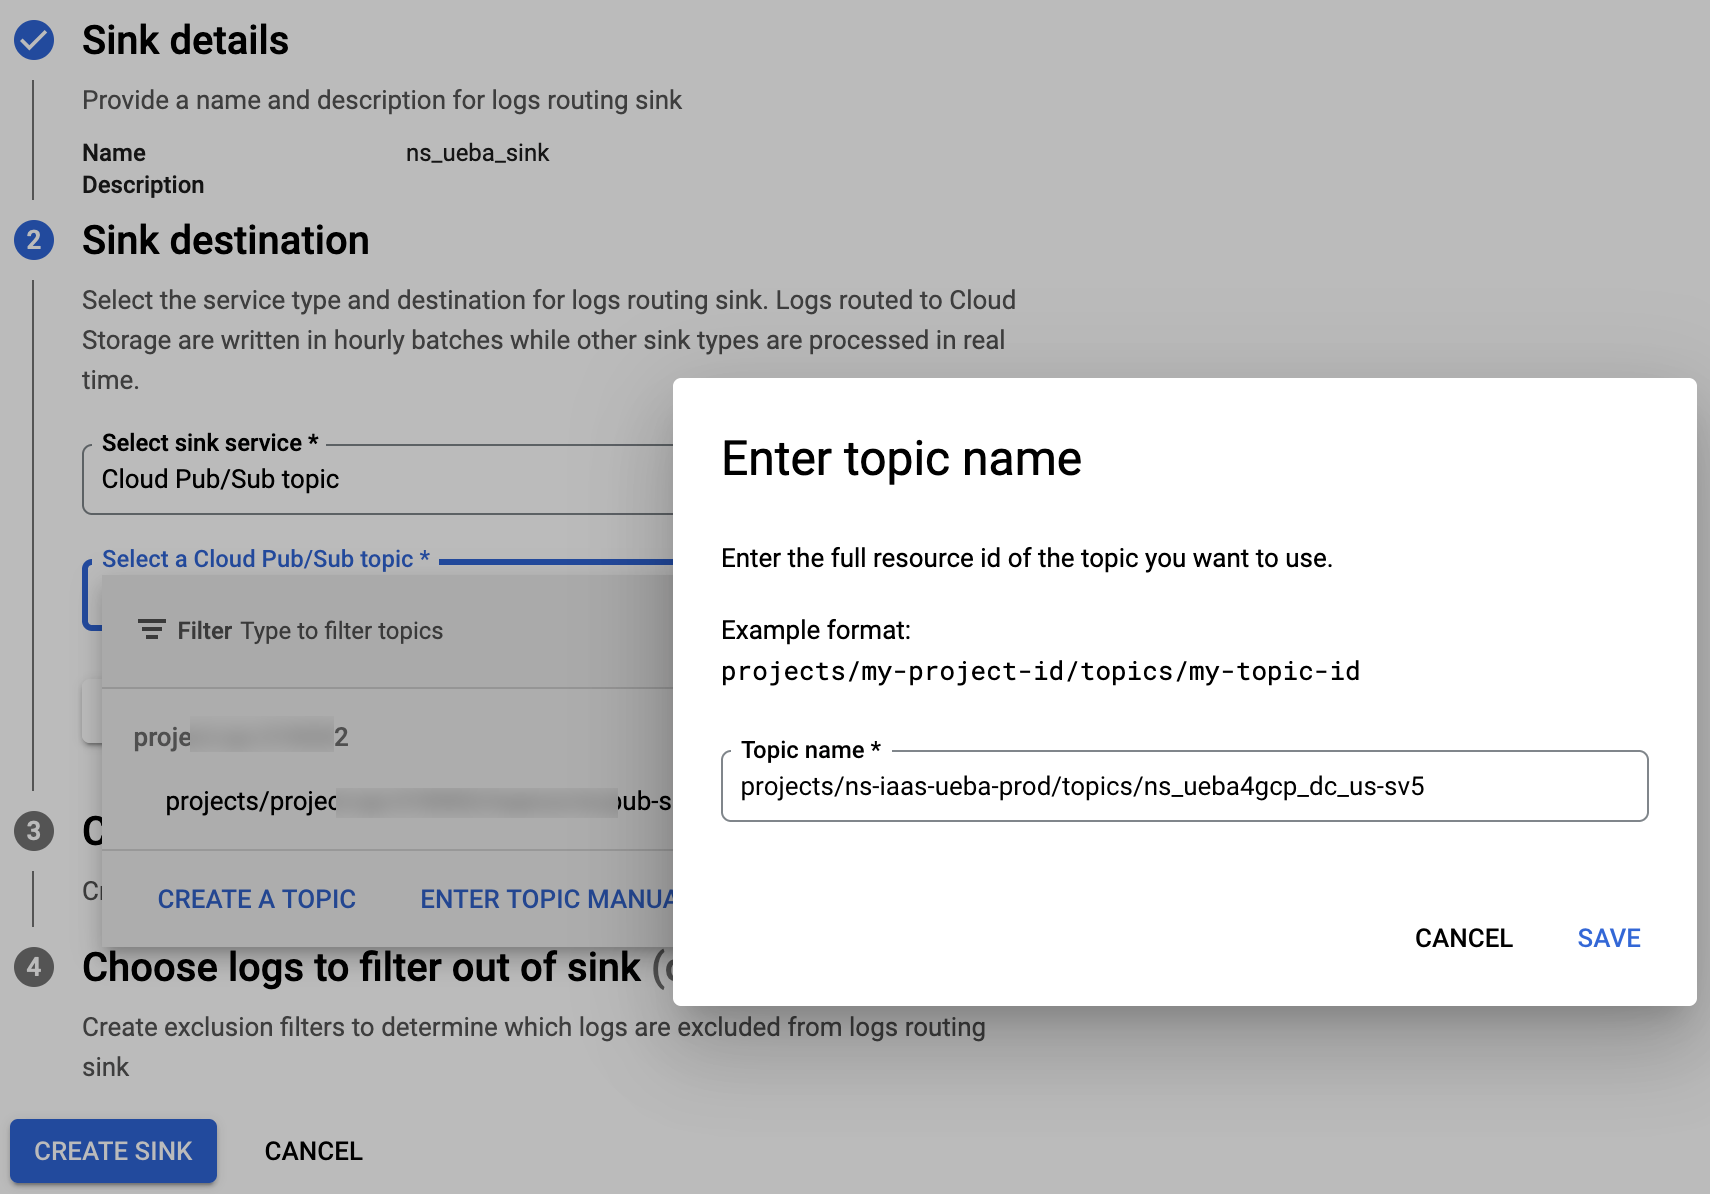 Sink details
Provide a name and description for logs routing sink
Name ns_ueba_sink
Description
2 Sink destination
Select the service type and destination for logs routing sink. Logs routed to Cloud
Storage are written in hourly batches while other sink types are processed in real
time.
Select sink service *
Cloud Pub/Sub topic
Select a Cloud Pub/Sub topic *
Filter Type to filter topics
proje 2
projects/projec pub-s
3 C
CREATE A TOPIC ENTER TOPIC MANUA
4 Choose logs to filter out of sink (
Create exclusion filters to determine which logs are excluded from logs routing
sink
CREATE SINK CANCEL
Enter topic name
Enter the full resource id of the topic you want to use.
Example format:
projects/my-project-id/topics/my-topic-id
Topic name *
projects/ns-iaas-ueba-prod/topics/ns_ueba4gcp_dc_us-sv5
CANCEL SAVE